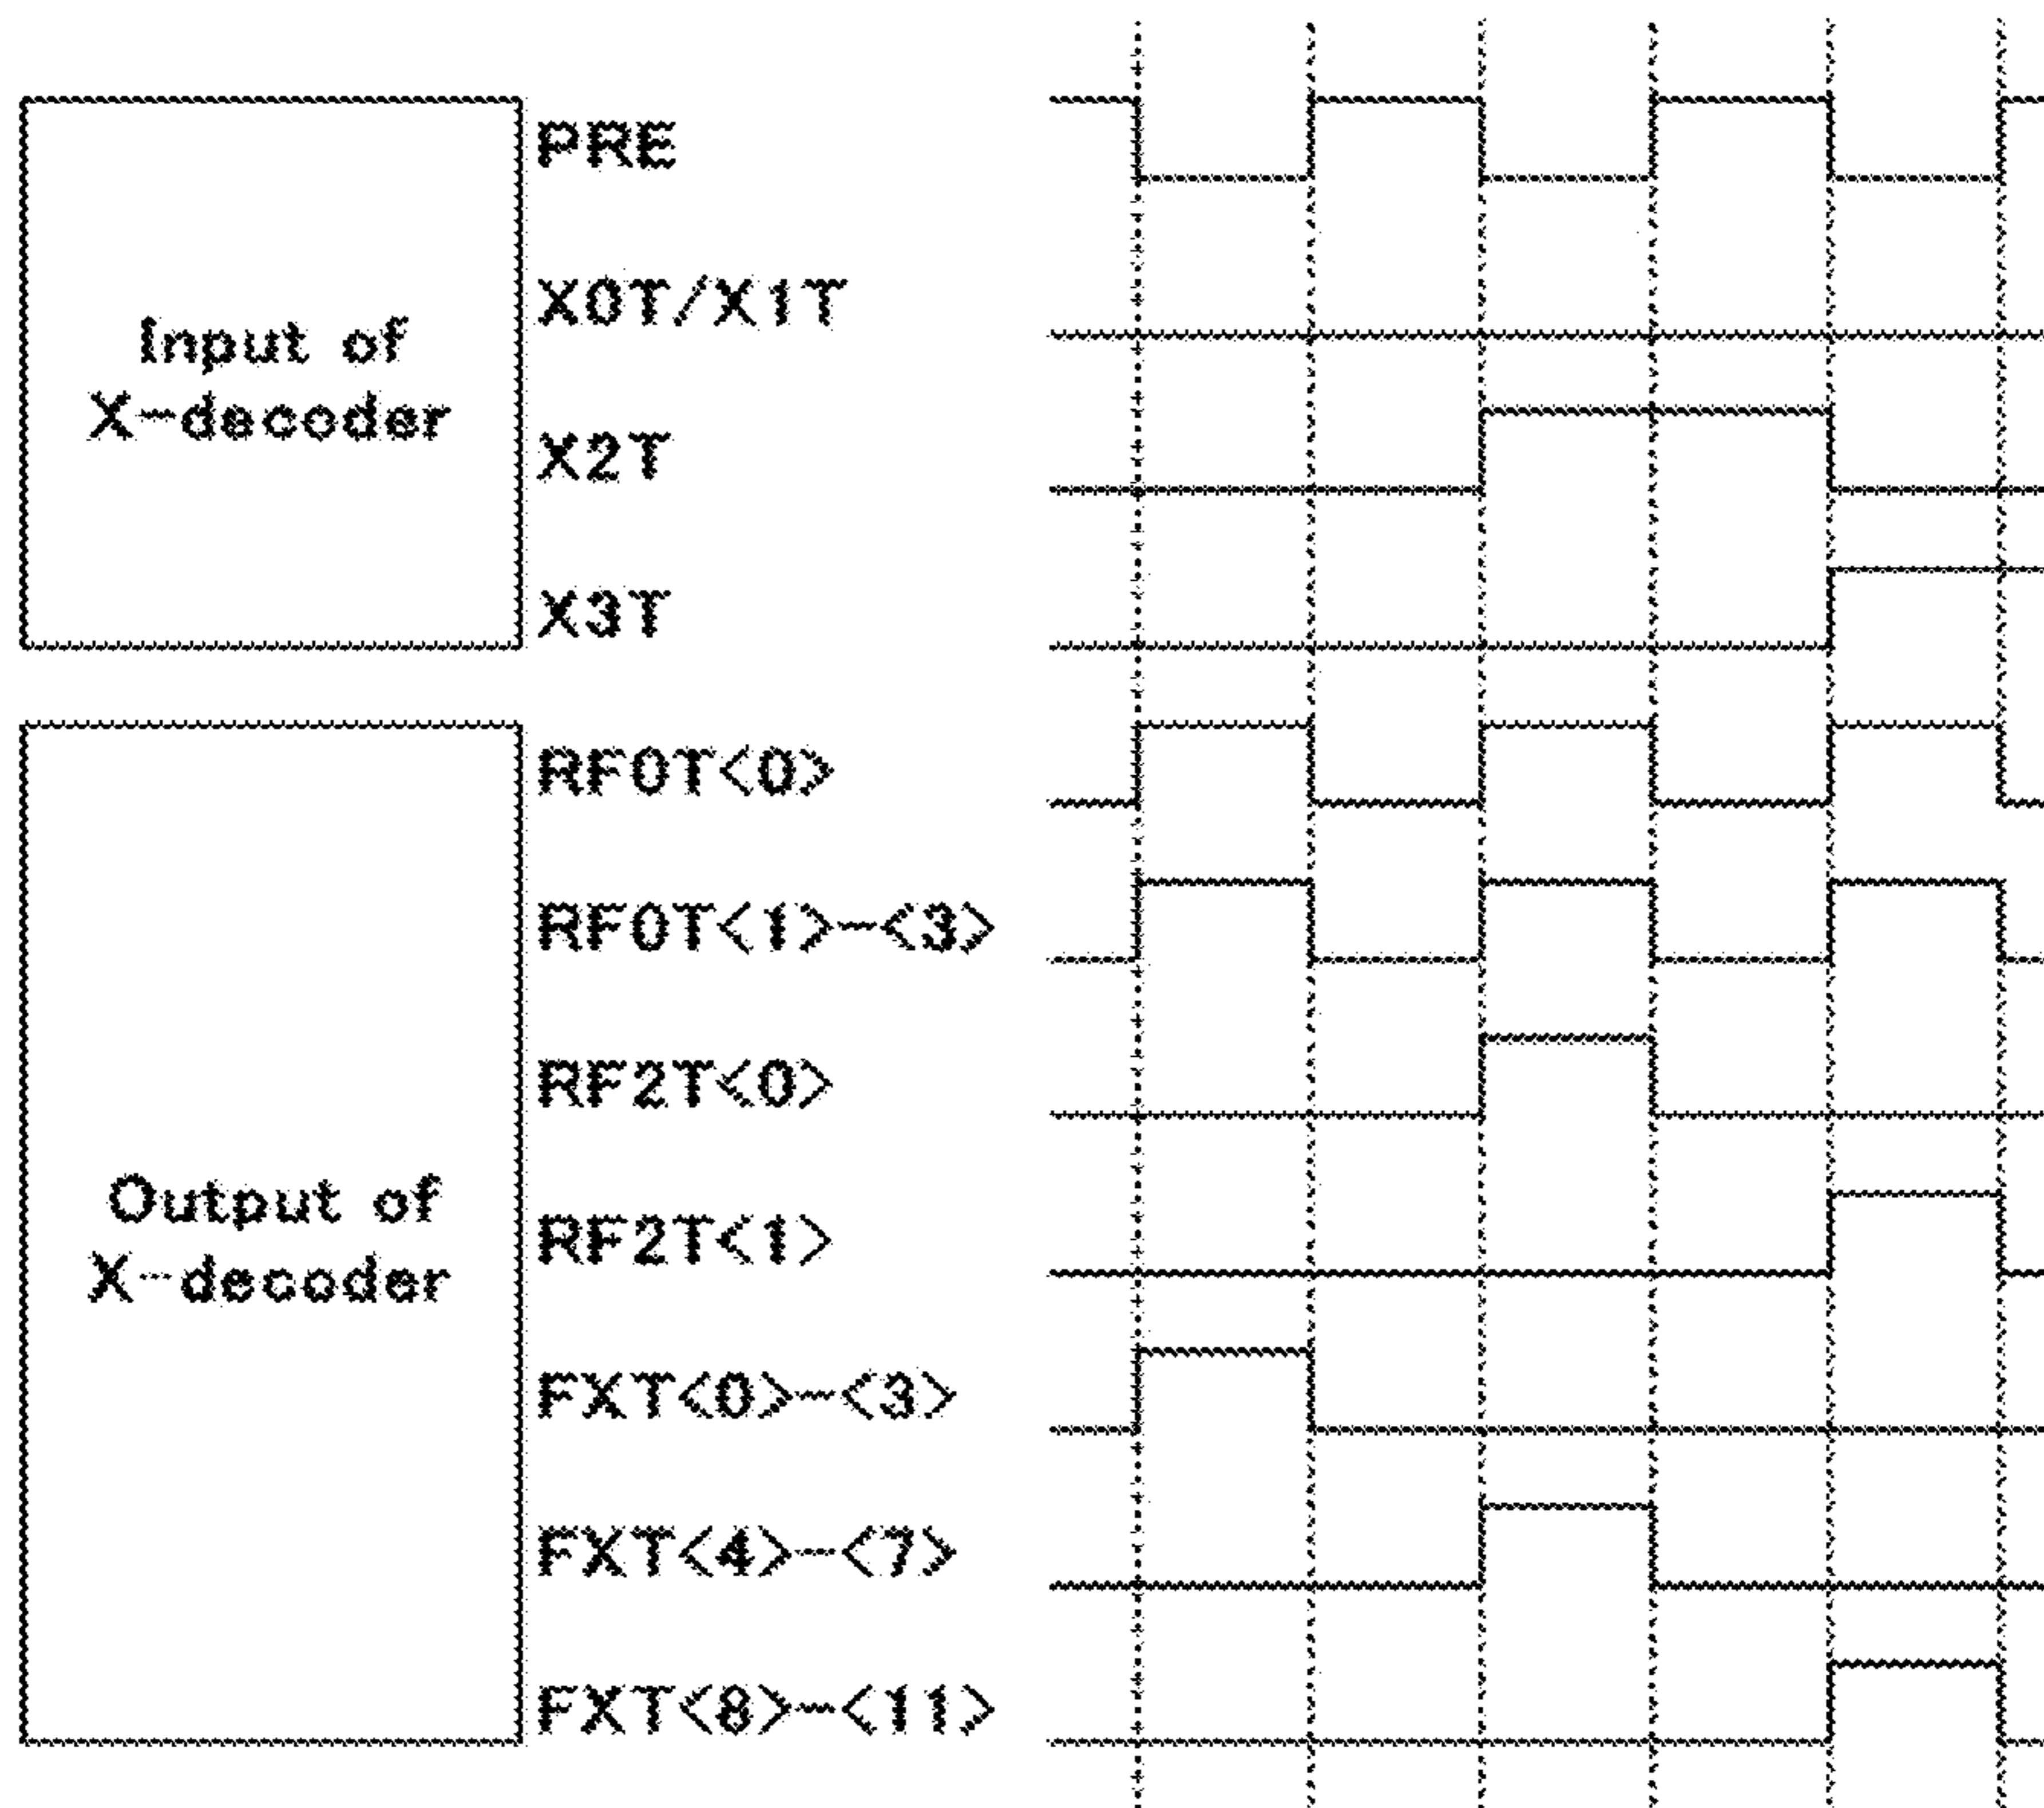 PRE
X0T/X1T
Input of
X-decoder
X2T
X3T
RF0T<0>
RF0T<1>-<3>
RF2T<0>
Output of
X-decoder
RF2T<1>
FXT<0>-<3>
FXT<4>-<7>
FXT<8>-<11>